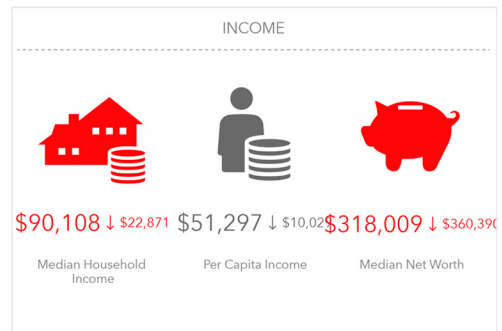 INCOME
$90,108 ↓ $22,871 $51,297 ↓ $10,02 $318,009 ↓ $360,390
Median Household Income
Per Capita Income
Median Net Worth